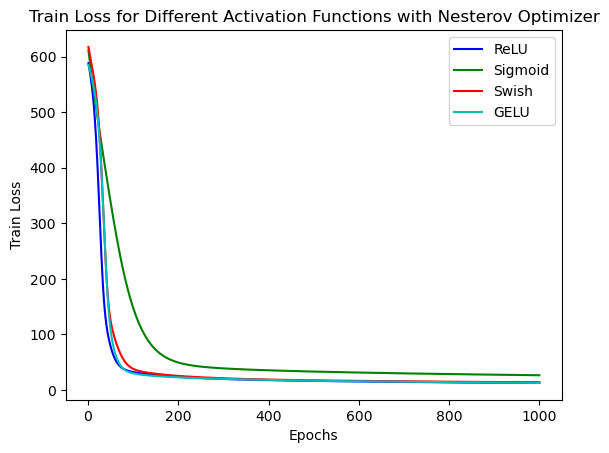 Train Loss for Different Activation Functions with Nesterov Optimizer
ReLU
Sigmoid
Swish
GELU
600
500
400
300
200
100
0
Train Loss
0 200 400 600 800 1000
Epochs